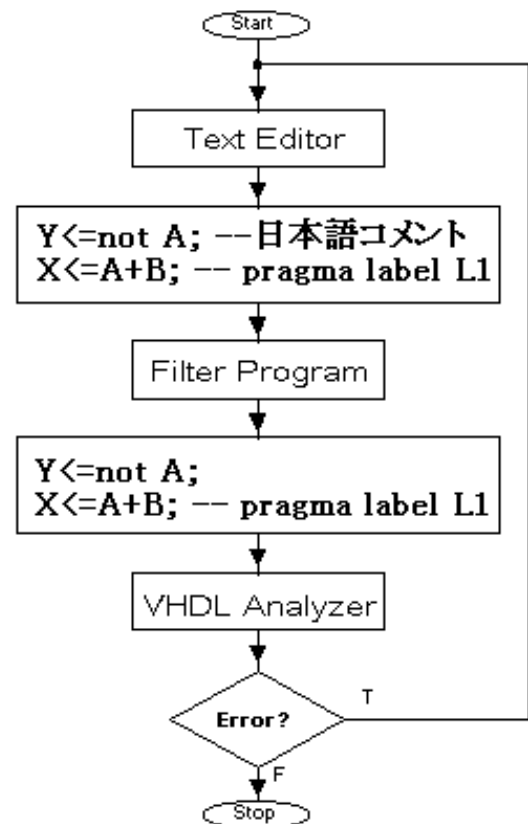 Start
Text Editor
Y<=not A; --日本語コメント
X<=A+B; -- pragma label L1
Filter Program
Y<=not A;
X<=A+B; -- pragma label L1
VHDL Analyzer
Error?
T
F
Stop